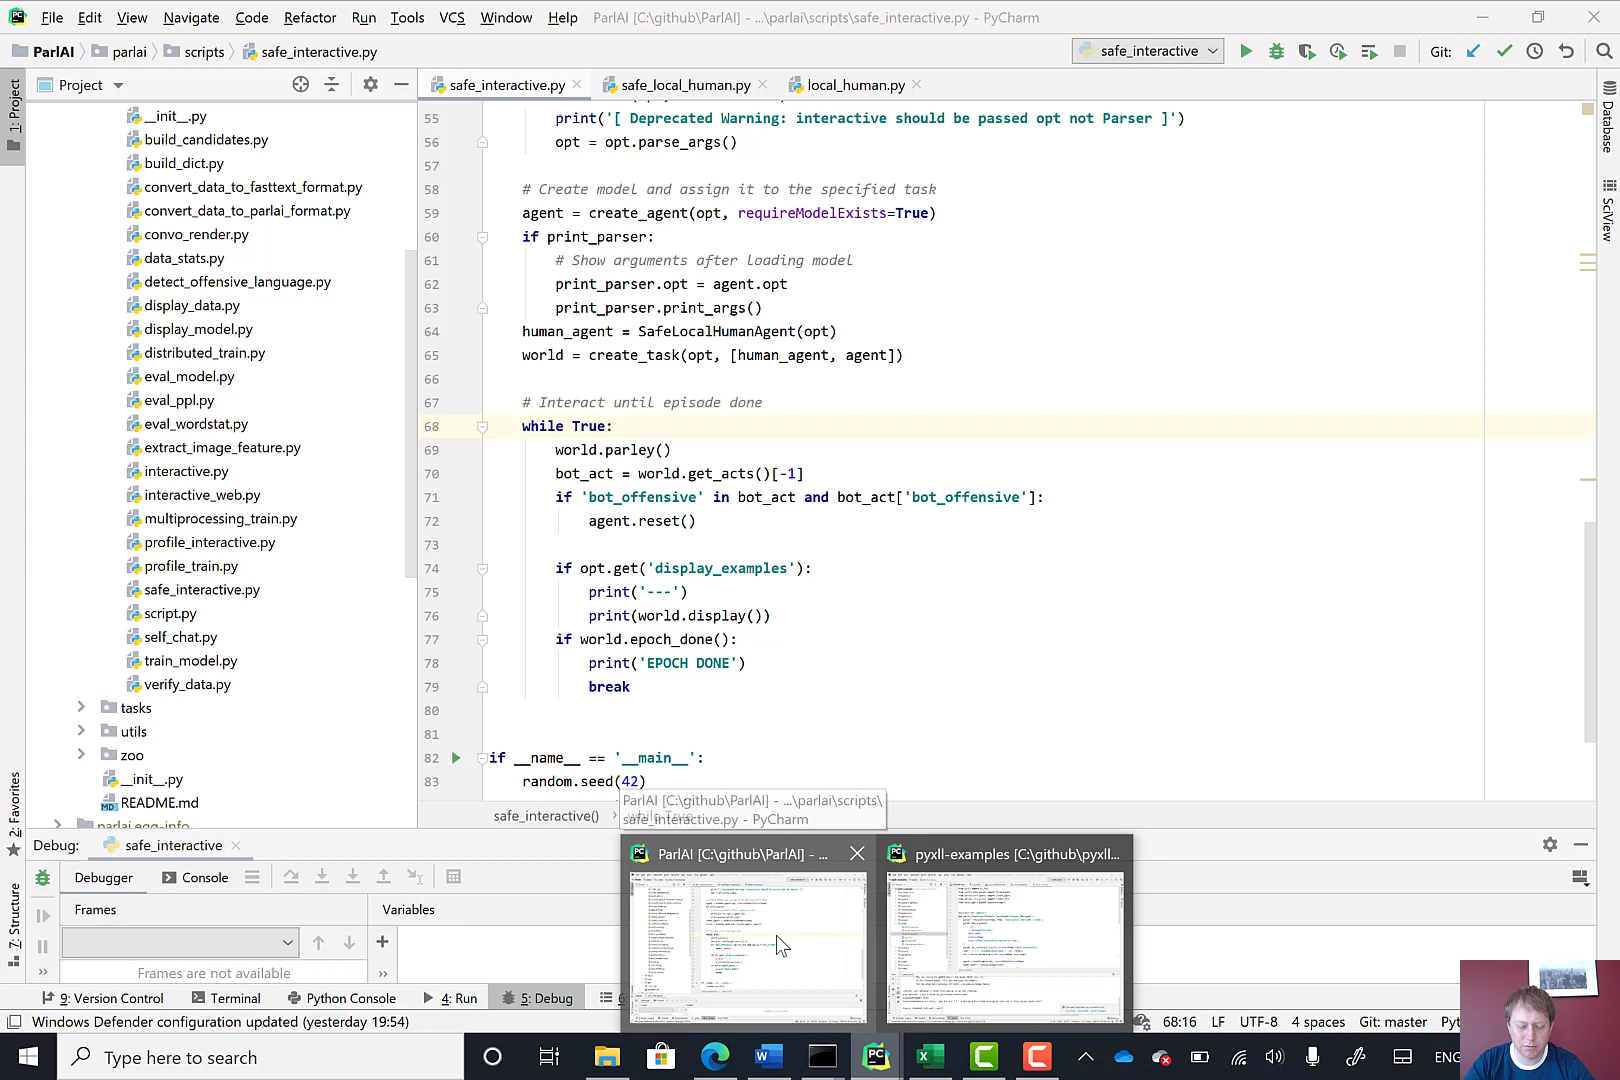 File Edit View Navigate Code Refactor Run Tools VCS Window Help ParlAI [C:\github\ParlAI] - ...\parlai\scripts\safe_interactive.py - PyCharm
ParlAI parlai scripts safe_interactive.py safe_interactive Git:
Project safe_interactive.py safe_local_human.py local_human.py
1: Project
Database
SciView
2: Favorites
7: Structure
__init__.py
build_candidates.py
build_dict.py
convert_data_to_fasttext_format.py
convert_data_to_parlai_format.py
convo_render.py
data_stats.py
detect_offensive_language.py
display_data.py
display_model.py
distributed_train.py
eval_model.py
eval_ppl.py
eval_wordstat.py
extract_image_feature.py
interactive.py
interactive_web.py
multiprocessing_train.py
profile_interactive.py
profile_train.py
safe_interactive.py
script.py
self_chat.py
train_model.py
verify_data.py
tasks
utils
zoo
__init__.py
README.md
parlai.egg-info
55 print('[ Deprecated Warning: interactive should be passed opt not Parser ]')
56 opt = opt.parse_args()
57
58 # Create model and assign it to the specified task
59 agent = create_agent(opt, requireModelExists=True)
60 if print_parser:
61 # Show arguments after loading model
62 print_parser.opt = agent.opt
63 print_parser.print_args()
64 human_agent = SafeLocalHumanAgent(opt)
65 world = create_task(opt, [human_agent, agent])
66
67 # Interact until episode done
68 while True:
69 world.parley()
70 bot_act = world.get_acts()[-1]
71 if 'bot_offensive' in bot_act and bot_act['bot_offensive']:
72 agent.reset()
73
74 if opt.get('display_examples'):
75 print('---')
76 print(world.display())
77 if world.epoch_done():
78 print('EPOCH DONE')
79 break
80
81
82 if __name__ == '__main__':
83 random.seed(42)
safe_interactive() while True
ParlAI [C:\github\ParlAI] - ...\parlai\scripts\
safe_interactive.py - PyCharm
Debug: safe_interactive
ParlAI [C:\github\ParlAI] - ... pyxll-examples [C:\github\pyxll...
Debugger Console
Frames Variables
Frames are not available
9: Version Control Terminal Python Console 4: Run 5: Debug 6
Windows Defender configuration updated (yesterday 19:54) 68:16 LF UTF-8 4 spaces Git: master
Type here to search ENG